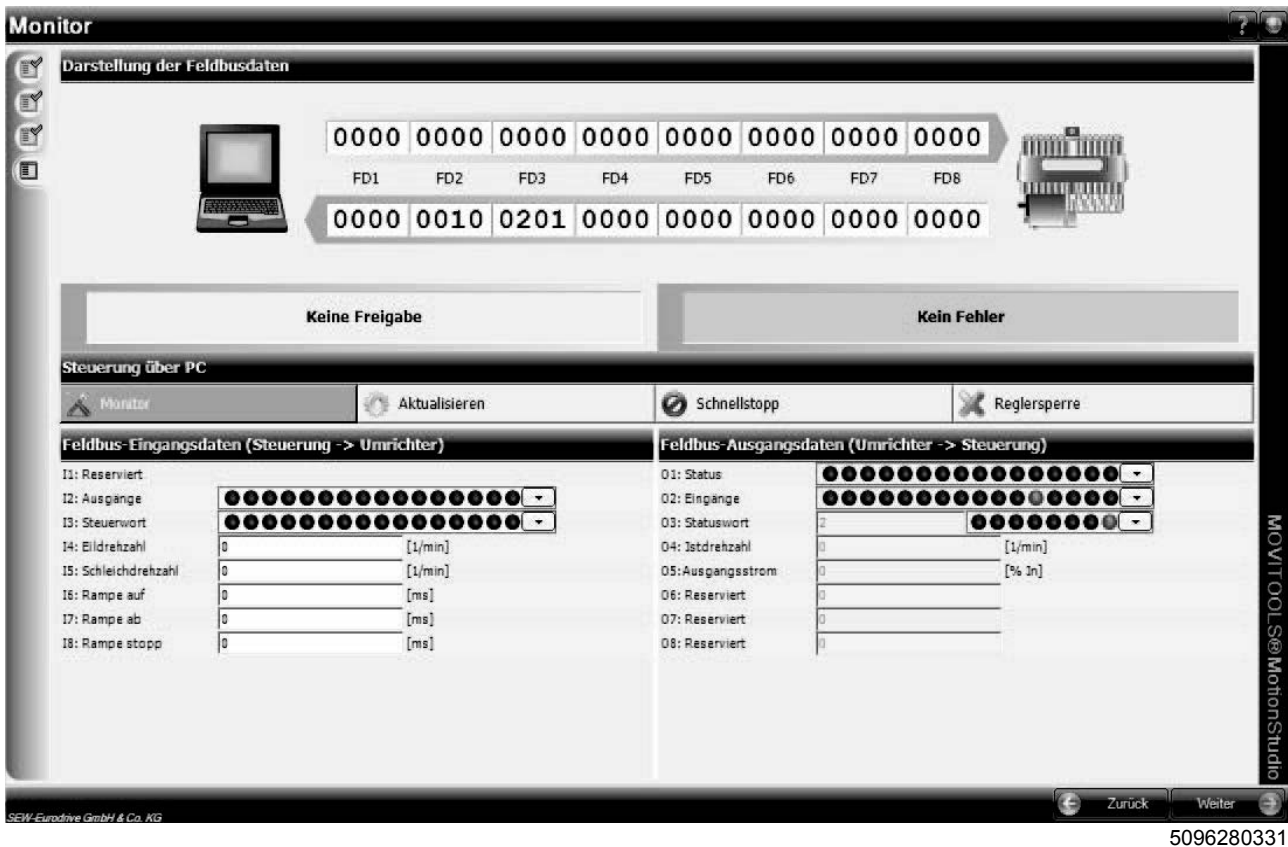 Monitor
?
Darstellung der Feldbusdaten
0000 0000 0000 0000 0000 0000 0000 0000
FD1 FD2 FD3 FD4 FD5 FD6 FD7 FD8
0000 0010 0201 0000 0000 0000 0000 0000
Keine Freigabe Kein Fehler
Steuerung über PC
Monitor Aktualisieren Schnellstopp Reglersperre
Feldbus-Eingangsdaten (Steuerung -> Umrichter)
I1: Reserviert
I2: Ausgänge
I3: Steuerwort
I4: Eildrehzahl 0 [1/min]
I5: Schleichdrehzahl 0 [1/min]
I6: Rampe auf 0 [ms]
I7: Rampe ab 0 [ms]
I8: Rampe stopp 0 [ms]
Feldbus-Ausgangsdaten (Umrichter -> Steuerung)
O1: Status
O2: Eingänge
O3: Statuswort 2
O4: Istdrehzahl 0 [1/min]
O5:Ausgangsstrom 0 [% In]
O6: Reserviert 0
O7: Reserviert 0
O8: Reserviert 0
MOVITOOLS®MotionStudio
Zurück Weiter
SEW-Eurodrive GmbH & Co. KG
5096280331